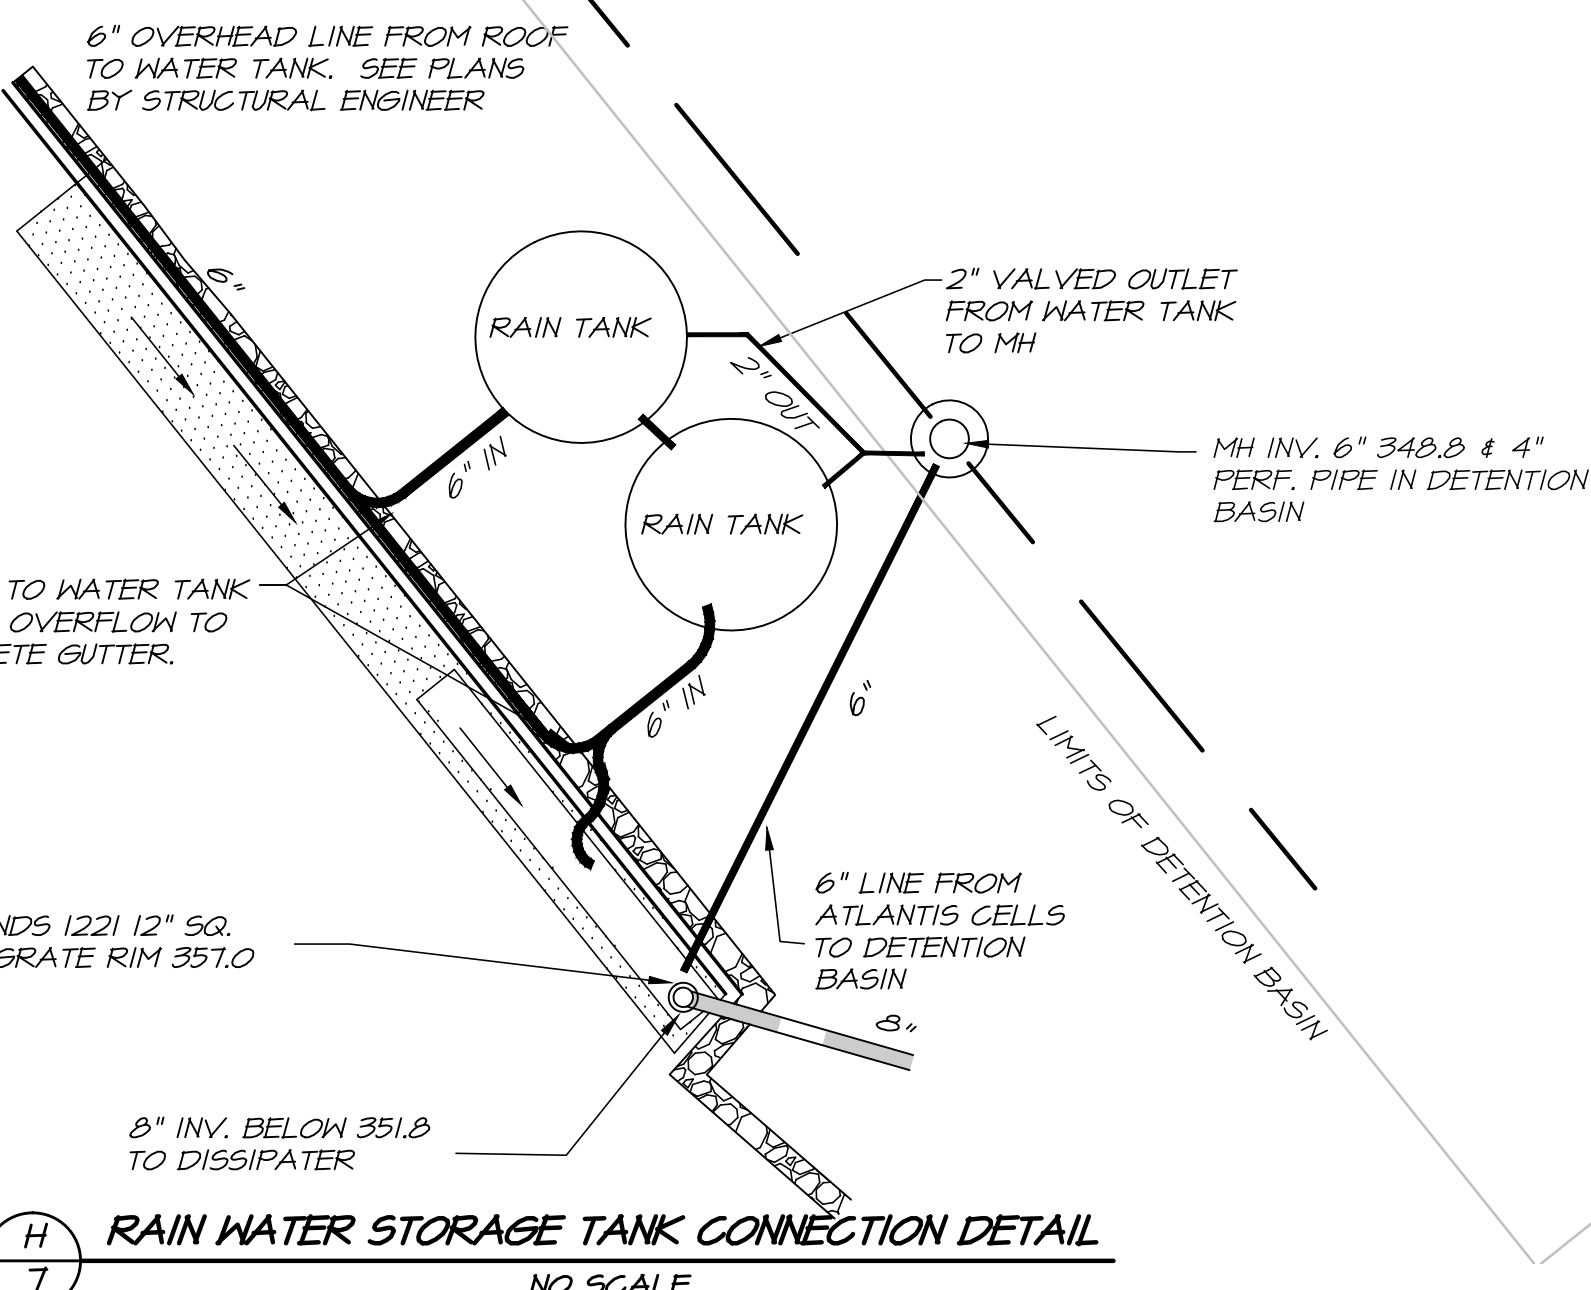 6" OVERHEAD LINE FROM ROOF
TO WATER TANK. SEE PLANS
BY STRUCTURAL ENGINEER
6"
RAIN TANK
2" VALVED OUTLET
FROM WATER TANK
TO MH
2" OUT
6" IN
MH INV. 6" 348.8 & 4"
PERF. PIPE IN DETENTION
BASIN
RAIN TANK
TO WATER TANK
OVERFLOW TO
ETE GUTTER.
6" IN
6"
LIMITS OF DETENTION BASIN
6" LINE FROM
ATLANTIS CELLS
TO DETENTION
BASIN
NDS 1221 12" SQ.
GRATE RIM 357.0
8"
8" INV. BELOW 351.8
TO DISSIPATER
H
7
RAIN WATER STORAGE TANK CONNECTION DETAIL
NO SCALE